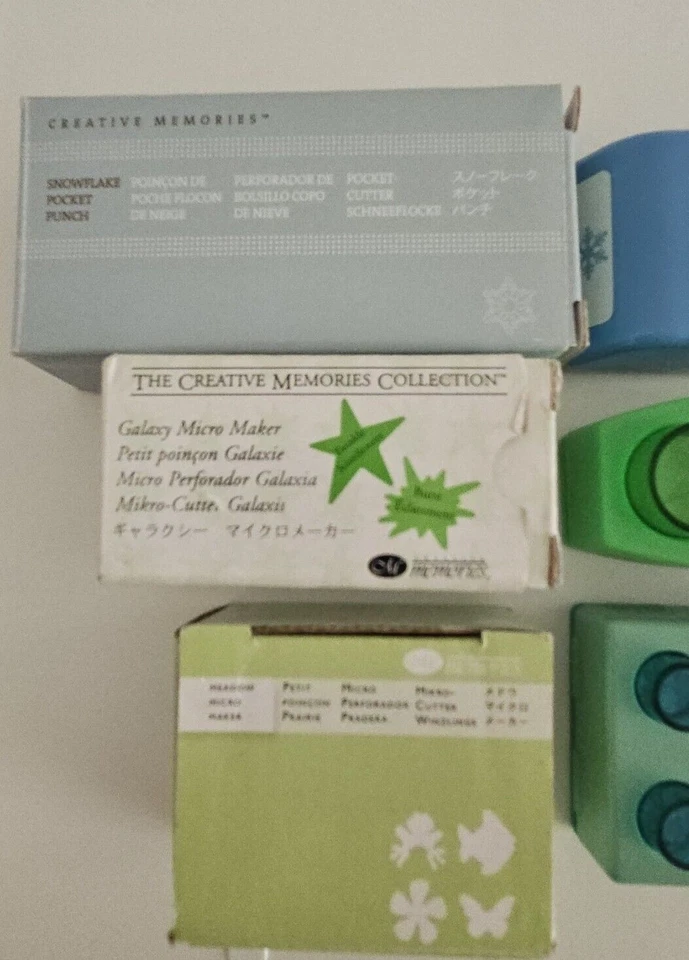 CREATIVE MEMORIES™
SNOWFLAKE
POCKET
PUNCH
POINÇON DE
POCHE FLOCON
DE NEIGE
PERFORADOR DE
BOLSILLO COPO
DE NIEVE
POCKET
CUTTER
SCHNEEFLOCKE
スノーフレーク
ポケット
パンチ
THE CREATIVE MEMORIES COLLECTION™
Galaxy Micro Maker
Petit poinçon Galaxie
Micro Perforador Galaxia
Mikro-Cutter Galaxis
ギャラクシー マイクロメーカー
Burst
CM
MEMORIES
MEADOW
MICRO
MAKER
PETIT
POINÇON
PRAIRIE
MICRO
PERFORADOR
PRADERA
MIKRO-
CUTTER
マイクロ
メーカー